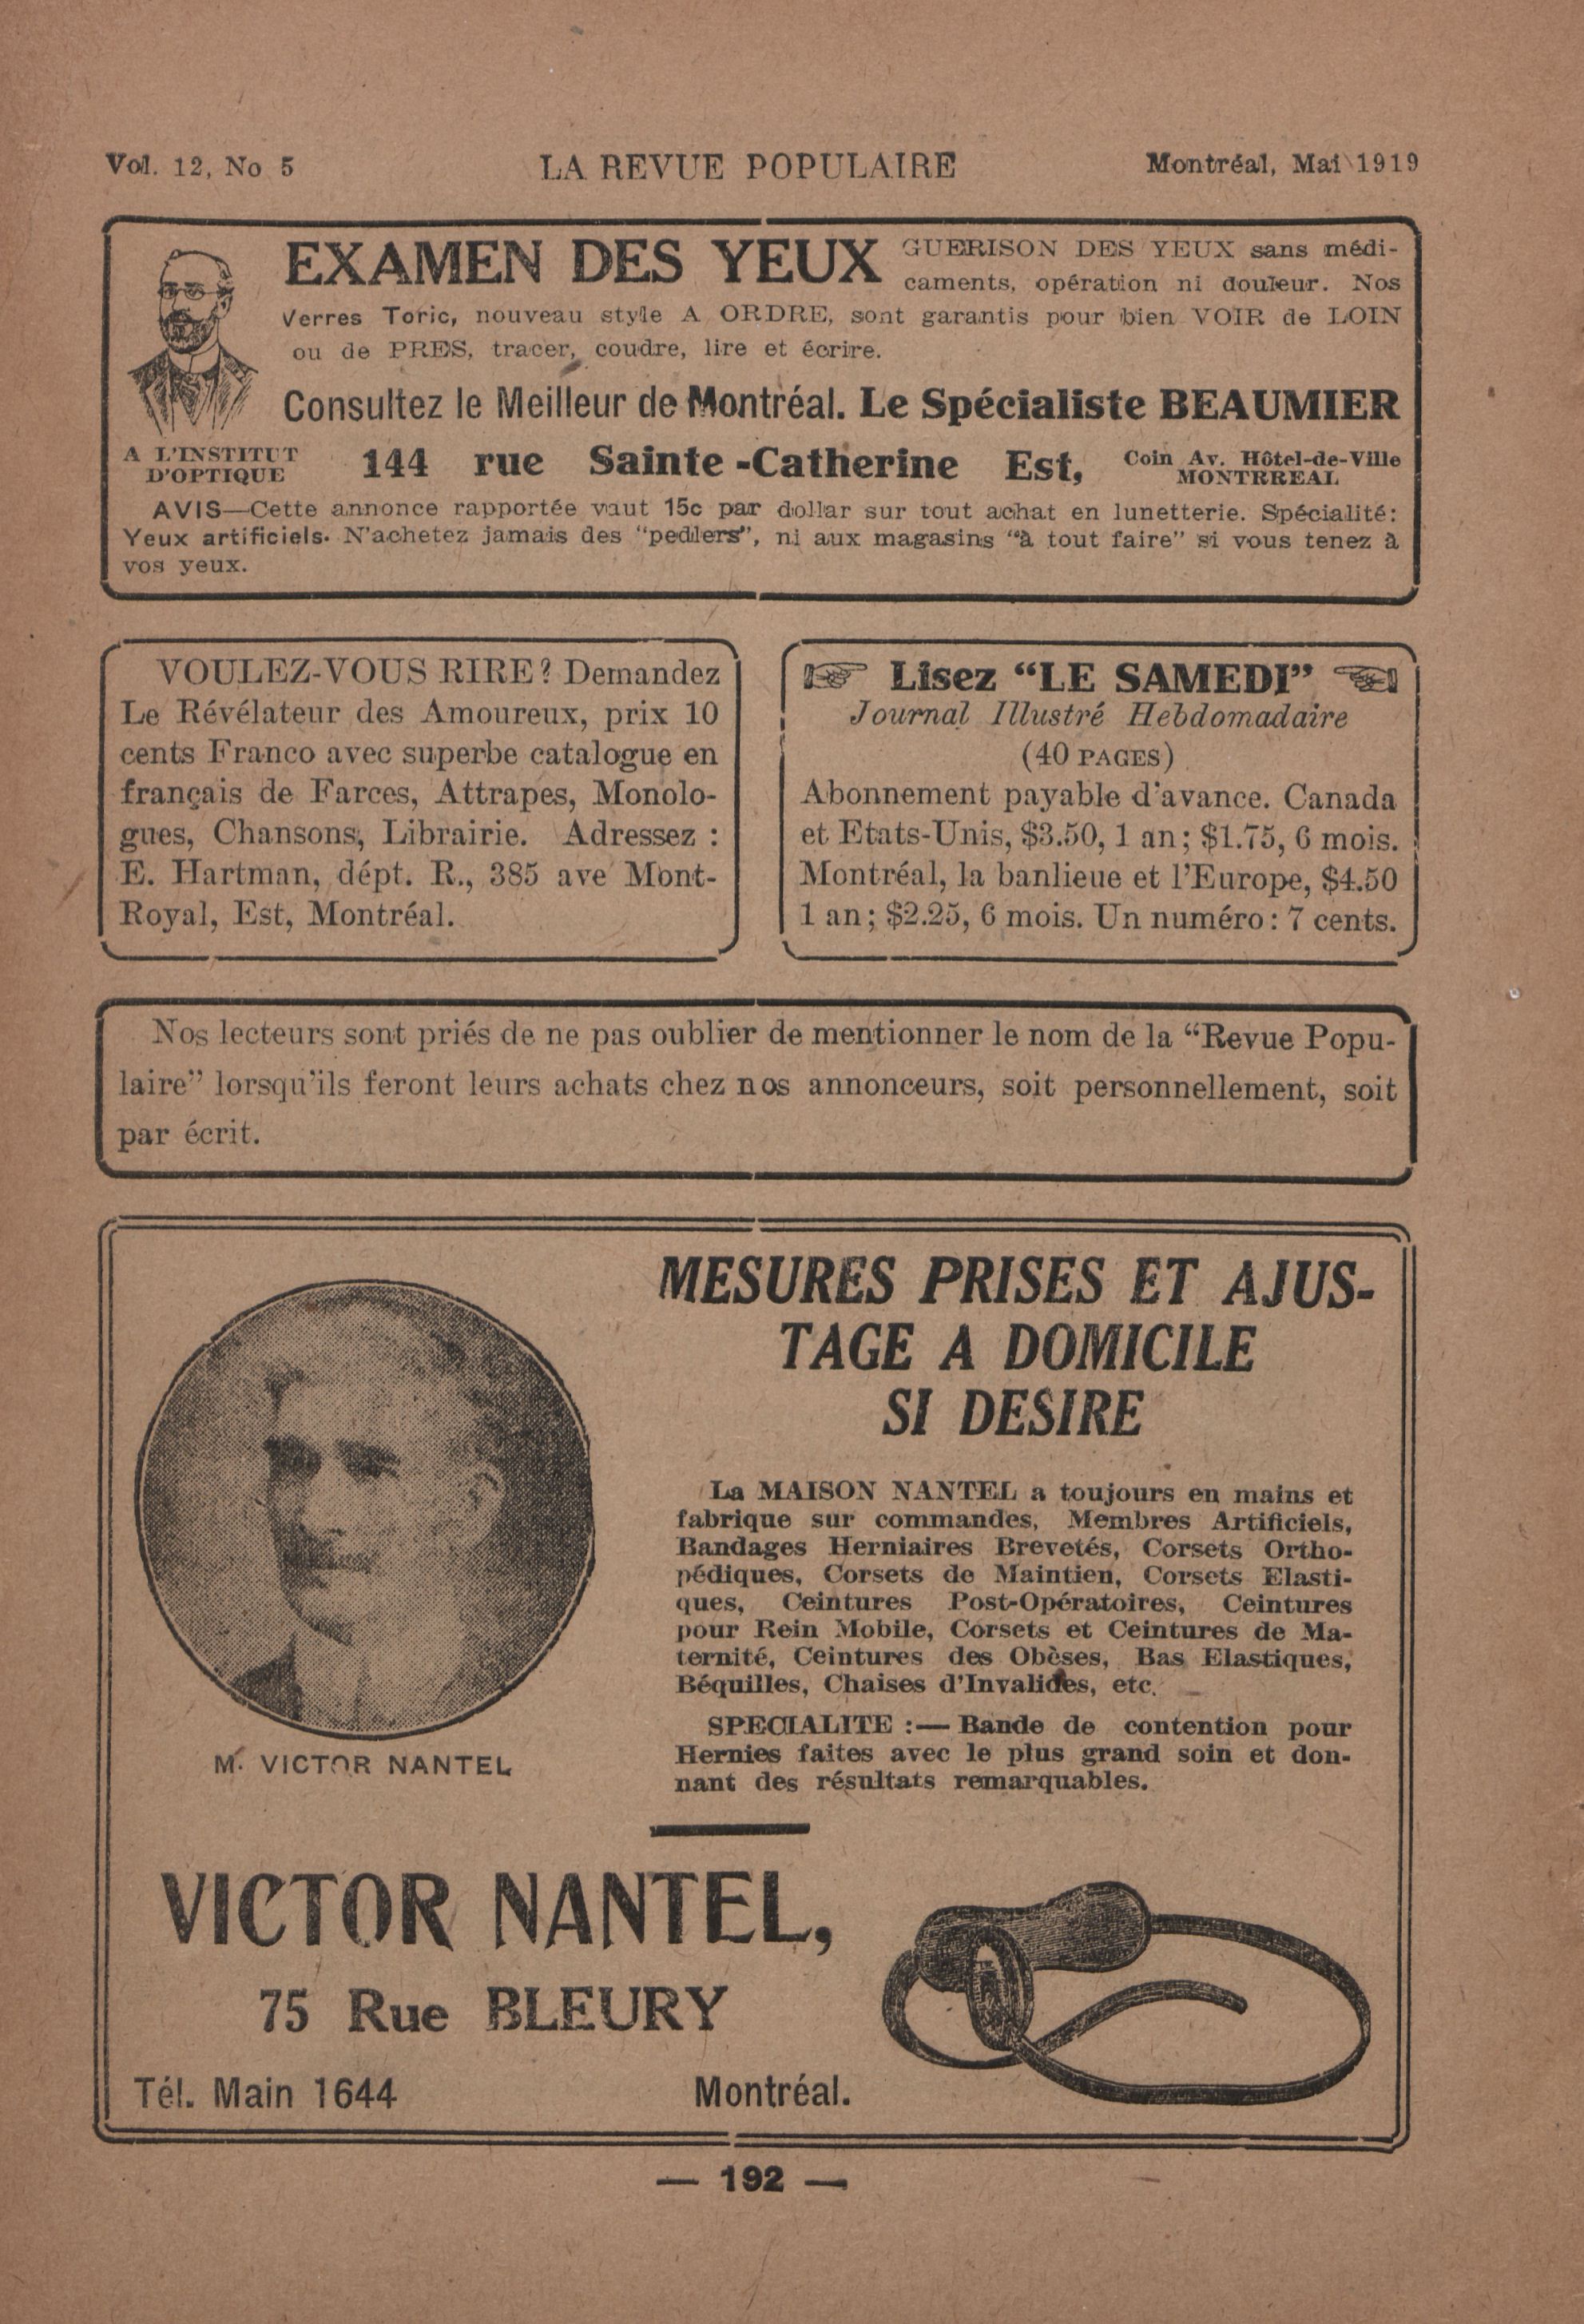 Vol. 12, No 5 LA REVUE POPULAIRE Montréal, Mai 1919
EXAMEN DES YEUX GUERISON DES YEUX sans médi-
caments, opération ni douleur. Nos
Verres Toric, nouveau style A ORDRE, sont garantis pour bien VOIR de LOIN
ou de PRES, tracer, coudre, lire et écrire.
Consultez le Meilleur de Montréal. Le Spécialiste BEAUMIER
A L'INSTITUT
D'OPTIQUE
144 rue Sainte-Catherine Est,
Coin Av. Hôtel-de-Ville
MONTRREAL
AVIS—Cette annonce rapportée vaut 15c par dollar sur tout achat en lunetterie. Spécialité:
Yeux artificiels. N'achetez jamais des "pedlers", ni aux magasins "à tout faire" si vous tenez à
vos yeux.
VOULEZ-VOUS RIRE? Demandez
Le Révélateur des Amoureux, prix 10
cents Franco avec superbe catalogue en
français de Farces, Attrapes, Monolo-
gues, Chansons, Librairie. Adressez :
E. Hartman, dépt. R., 385 ave Mont-
Royal, Est, Montréal.
Lisez "LE SAMEDI"
Journal Illustré Hebdomadaire
(40 PAGES)
Abonnement payable d'avance. Canada
et Etats-Unis, $3.50, 1 an; $1.75, 6 mois.
Montréal, la banlieue et l'Europe, $4.50
1 an; $2.25, 6 mois. Un numéro: 7 cents.
Nos lecteurs sont priés de ne pas oublier de mentionner le nom de la "Revue Popu-
laire" lorsqu'ils feront leurs achats chez nos annonceurs, soit personnellement, soit
par écrit.
MESURES PRISES ET AJUS-
TAGE A DOMICILE
SI DESIRE
La MAISON NANTEL a toujours en mains et
fabrique sur commandes, Membres Artificiels,
Bandages Herniaires Brevetés, Corsets Ortho-
pédiques, Corsets de Maintien, Corsets Elasti-
ques, Ceintures Post-Opératoires, Ceintures
pour Rein Mobile, Corsets et Ceintures de Ma-
ternité, Ceintures des Obèses, Bas Elastiques,
Béquilles, Chaises d'Invalides, etc.
SPECIALITE :— Bande de contention pour
Hernies faites avec le plus grand soin et don-
nant des résultats remarquables.
M. VICTOR NANTEL
VICTOR NANTEL,
75 Rue BLEURY
Tél. Main 1644 Montréal.
— 192 —